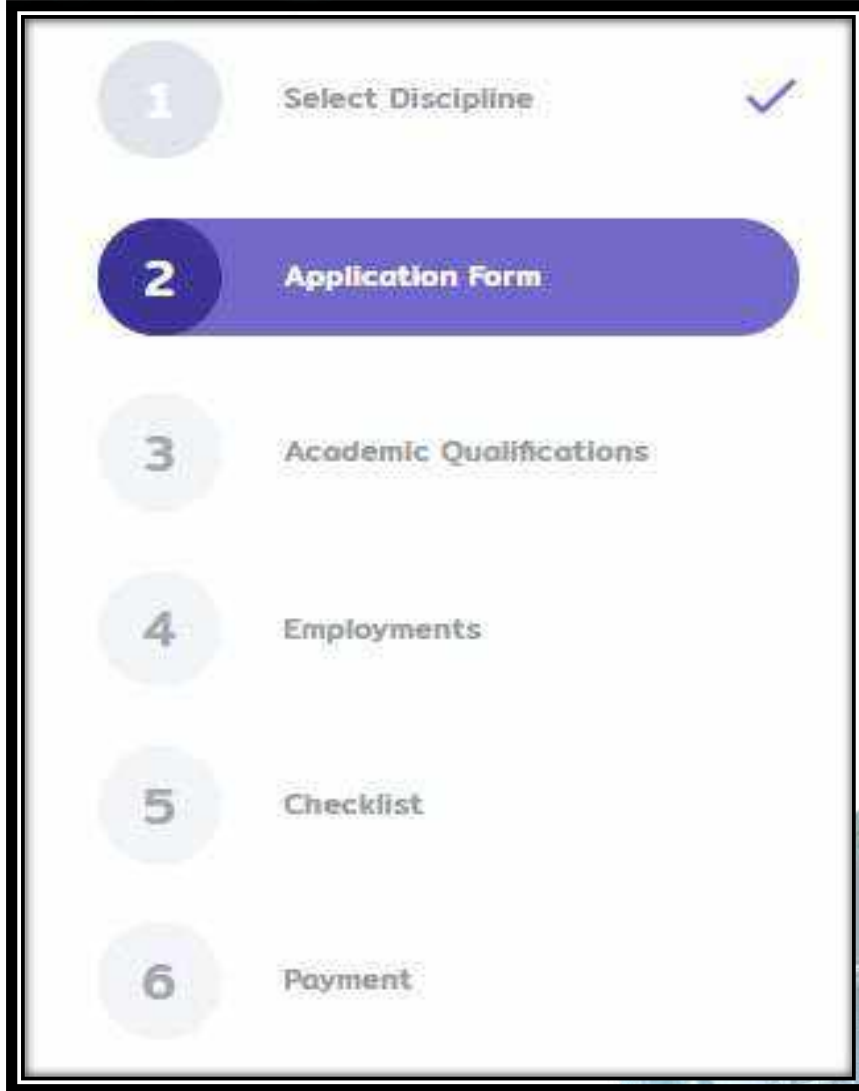 1 Select Discipline
2 Application Form
3 Academic Qualifications
4 Employments
5 Checklist
6 Payment